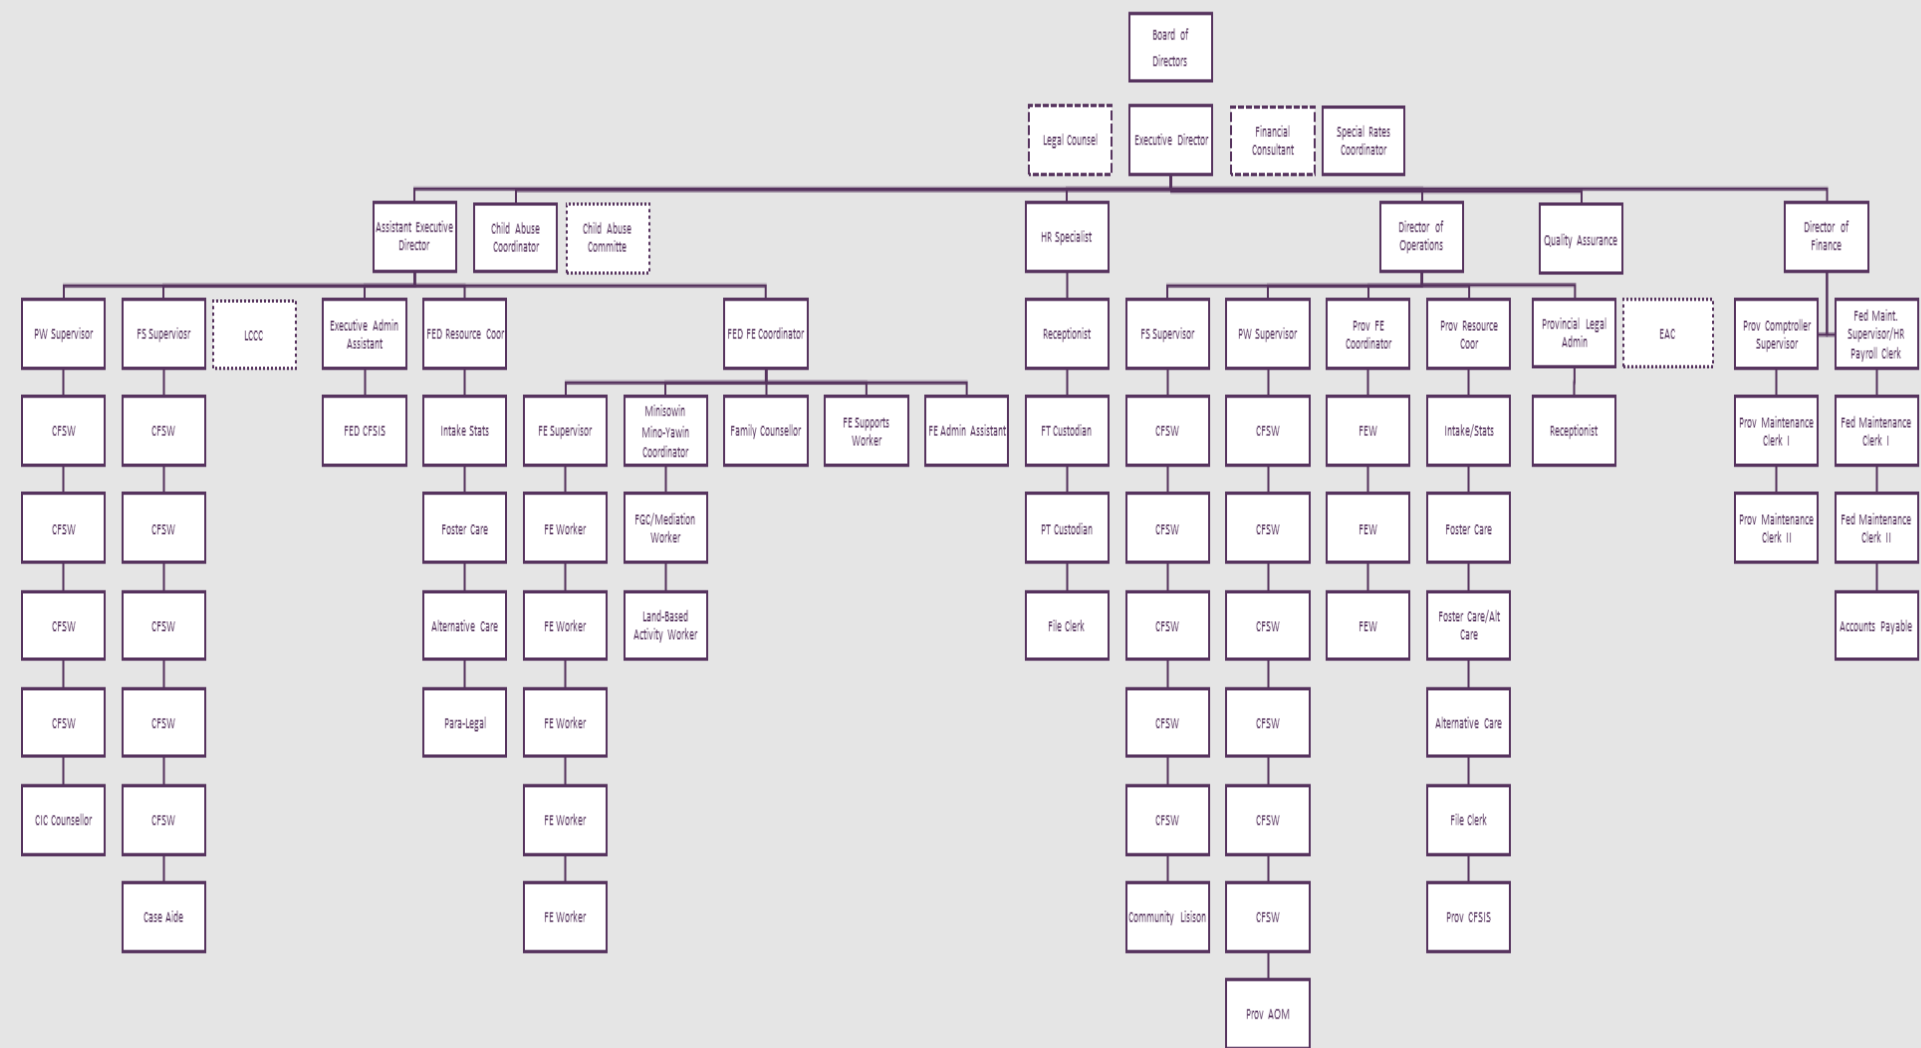 Board of
Directors
Legal Counsel
Executive Director
Financial
Consultant
Special Rates
Coordinator
Assistant Executive
Director
Child Abuse
Coordinator
Child Abuse
Committe
HR Specialist
Director of
Operations
Quality Assurance
Director of
Finance
PW Supervisor
FS Superviosr
LCCC
Executive Admin
Assistant
FED Resource Coor
FED FE Coordinator
Receptionist
FS Supervisor
PW Supervisor
Prov FE
Coordinator
Prov Resource
Coor
Provincial Legal
Admin
EAC
Prov Comptroller
Supervisor
Fed Maint.
Supervisor/HR
Payroll Clerk
CFSW
CFSW
FED CFSIS
Intake Stats
FE Supervisor
Minisowin
Mino-Yawin
Coordinator
Family Counsellor
FE Supports
Worker
FE Admin Assistant
FT Custodian
CFSW
CFSW
FEW
Intake/Stats
Receptionist
Prov Maintenance
Clerk I
Fed Maintenance
Clerk I
CFSW
CFSW
Foster Care
FE Worker
FGC/Mediation
Worker
PT Custodian
CFSW
CFSW
FEW
Foster Care
Prov Maintenance
Clerk II
Fed Maintenance
Clerk II
CFSW
CFSW
Alternative Care
FE Worker
Land-Based
Activity Worker
File Clerk
CFSW
CFSW
FEW
Foster Care/Alt
Care
Accounts Payable
CFSW
CFSW
Para-Legal
FE Worker
CFSW
CFSW
Alternative Care
CIC Counsellor
CFSW
FE Worker
CFSW
CFSW
File Clerk
Case Aide
FE Worker
Community Lisison
CFSW
Prov CFSIS
Prov AOM